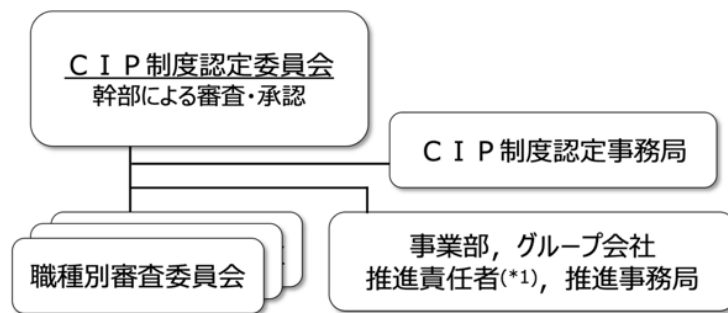 ＣＩＰ制度認定委員会
幹部による審査・承認
ＣＩＰ制度認定事務局
職種別審査委員会
事業部，グループ会社
推進責任者(*1)，推進事務局